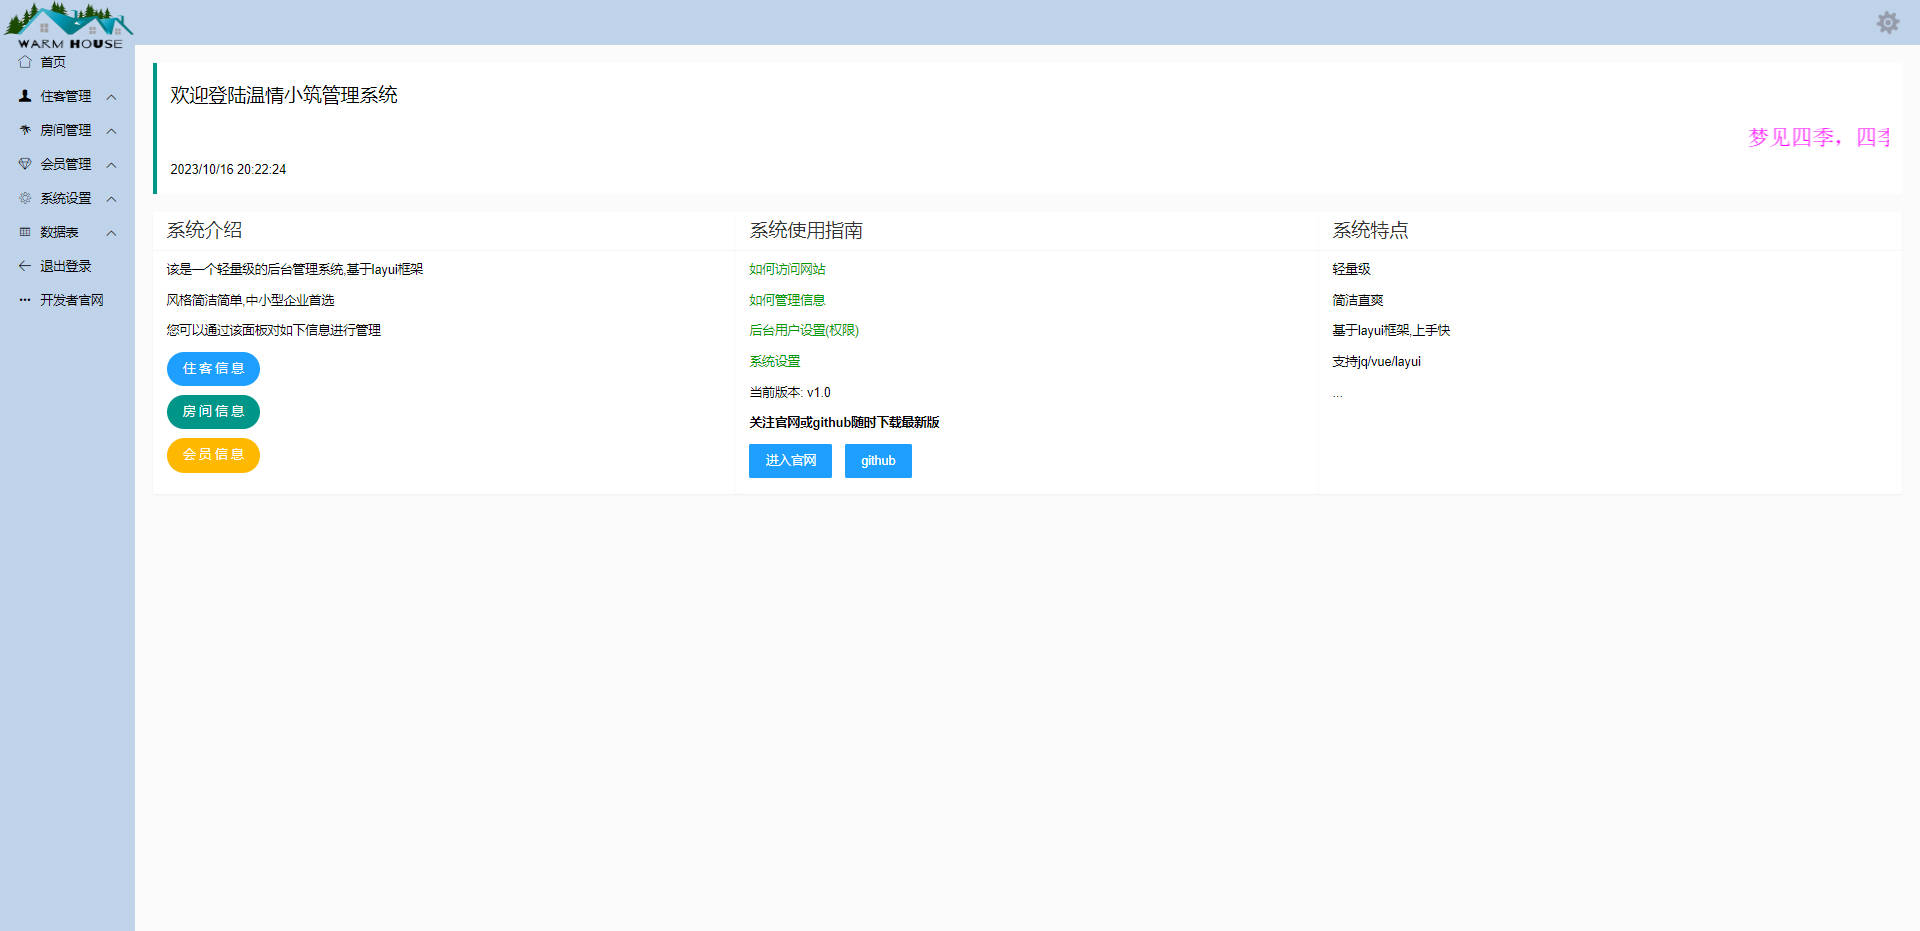 WARM HOUSE
首页
住客管理
房间管理
会员管理
系统设置
数据表
退出登录
开发者官网
欢迎登陆温情小筑管理系统
梦见四季，四季
2023/10/16 20:22:24
系统介绍
该是一个轻量级的后台管理系统,基于layui框架
风格简洁简单,中小型企业首选
您可以通过该面板对如下信息进行管理
住客信息
房间信息
会员信息
系统使用指南
如何访问网站
如何管理信息
后台用户设置(权限)
系统设置
当前版本: v1.0
关注官网或github随时下载最新版
进入官网
github
系统特点
轻量级
简洁直爽
基于layui框架,上手快
支持jq/vue/layui
...